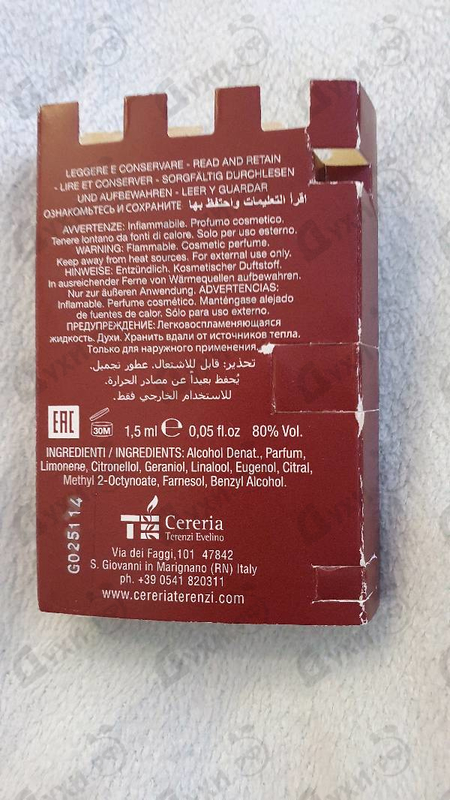 LEGGERE E CONSERVARE - READ AND RETAIN
- LIRE ET CONSERVER - SORGFÄLTIG DURCHLESEN
UND AUFBEWAHREN - LEER Y GUARDAR
ОЗНАКОМЬТЕСЬ И СОХРАНИТЕ إقرأ التعليمات واحتفظ بها
AVVERTENZE: Infiammabile. Profumo cosmetico.
Tenere lontano da fonti di calore. Solo per uso esterno.
WARNING: Flammable. Cosmetic perfume.
Keep away from heat sources. For external use only.
HINWEISE: Entzündlich. Kosmetischer Duftstoff.
In ausreichender Ferne von Wärmequellen aufbewahren.
Nur zur äußeren Anwendung. ADVERTENCIAS:
Inflamable. Perfume cosmético. Manténgase alejado
de fuentes de calor. Sólo para uso externo.
ПРЕДУПРЕЖДЕНИЕ: Легковоспламеняющаяся
жидкость. Духи. Хранить вдали от источников тепла.
Только для наружного применения.
تحذير: قابل للاشتعال. عطور تجميل.
يُحفظ بعيداً عن مصادر الحرارة.
للاستخدام الخارجي فقط.
EAC 30M 1,5 ml ℮ 0,05 fl.oz 80% Vol.
INGREDIENTI / INGREDIENTS: Alcohol Denat., Parfum,
Limonene, Citronellol, Geraniol, Linalool, Eugenol, Citral,
Methyl 2-Octynoate, Farnesol, Benzyl Alcohol.
G025114
Cereria
Terenzi Evelino
Via dei Faggi,101 47842
S. Giovanni in Marignano (RN) Italy
ph. +39 0541 820311
www.cereriaterenzi.com